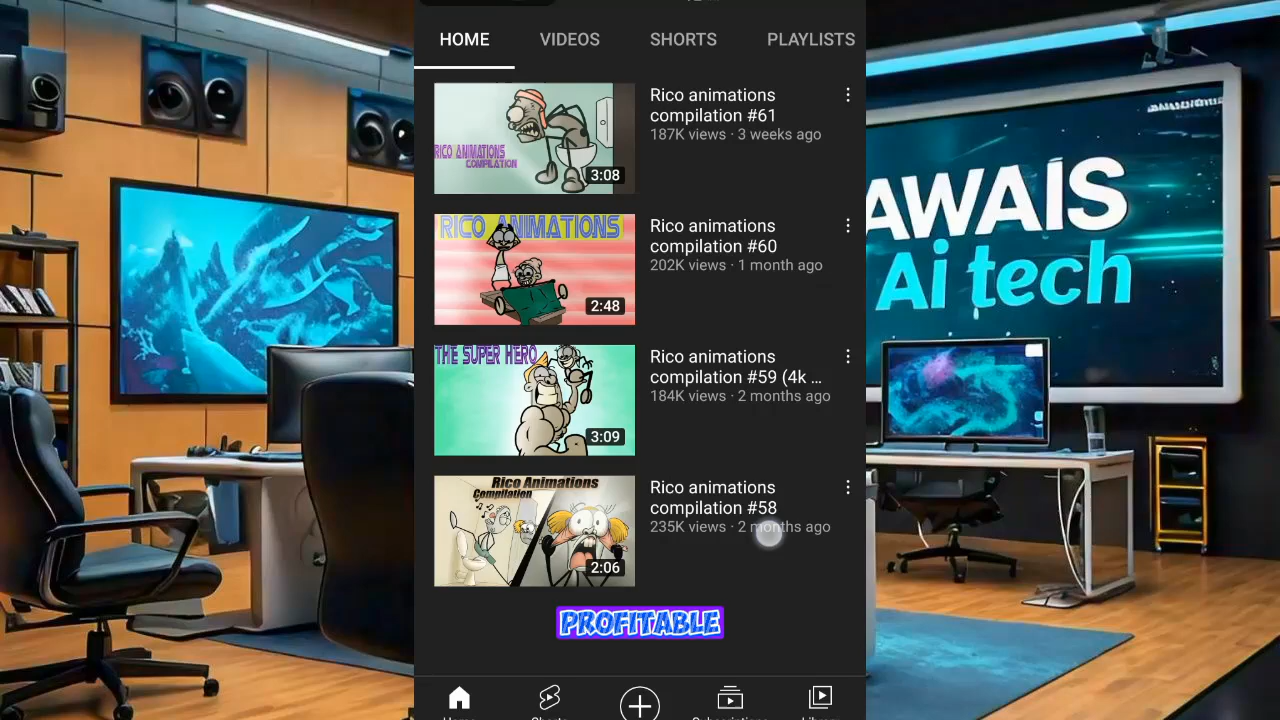 HOME VIDEOS SHORTS PLAYLISTS
Rico animations
compilation #61
187K views · 3 weeks ago
RICO ANIMATIONS
COMPILATION
3:08
RICO ANIMATIONS
Rico animations
compilation #60
202K views · 1 month ago
2:48
THE SUPER HERO
Rico animations
compilation #59 (4k ...
184K views · 2 months ago
3:09
Rico Animations
Compilation
Rico animations
compilation #58
235K views · 2 months ago
2:06
PROFITABLE
AWAIS
Ai tech